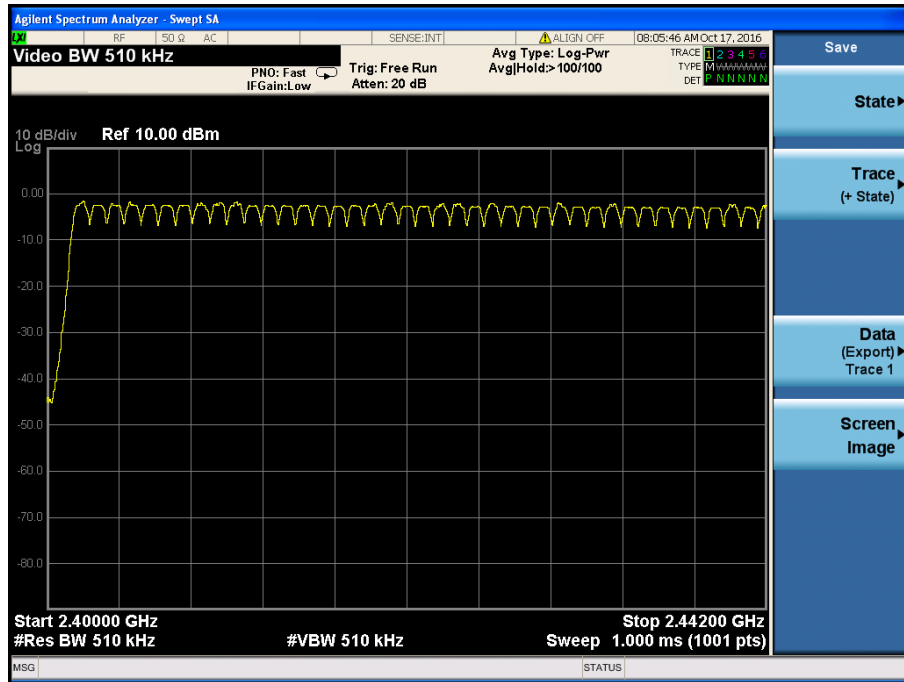 Agilent Spectrum Analyzer - Swept SA
LXI RF 50 Ω AC SENSE:INT ALIGN OFF 08:05:46 AM Oct 17, 2016
Video BW 510 kHz
PNO: Fast
IFGain:Low
Trig: Free Run
Atten: 20 dB
Avg Type: Log-Pwr
Avg|Hold:>100/100
TRACE 1 2 3 4 5 6
TYPE M W W W W W
DET P N N N N N
10 dB/div Ref 10.00 dBm
Log
0.00
-10.0
-20.0
-30.0
-40.0
-50.0
-60.0
-70.0
-80.0
Start 2.40000 GHz Stop 2.44200 GHz
#Res BW 510 kHz #VBW 510 kHz Sweep 1.000 ms (1001 pts)
MSG STATUS
Save
State
Trace
(+ State)
Data
(Export)
Trace 1
Screen
Image